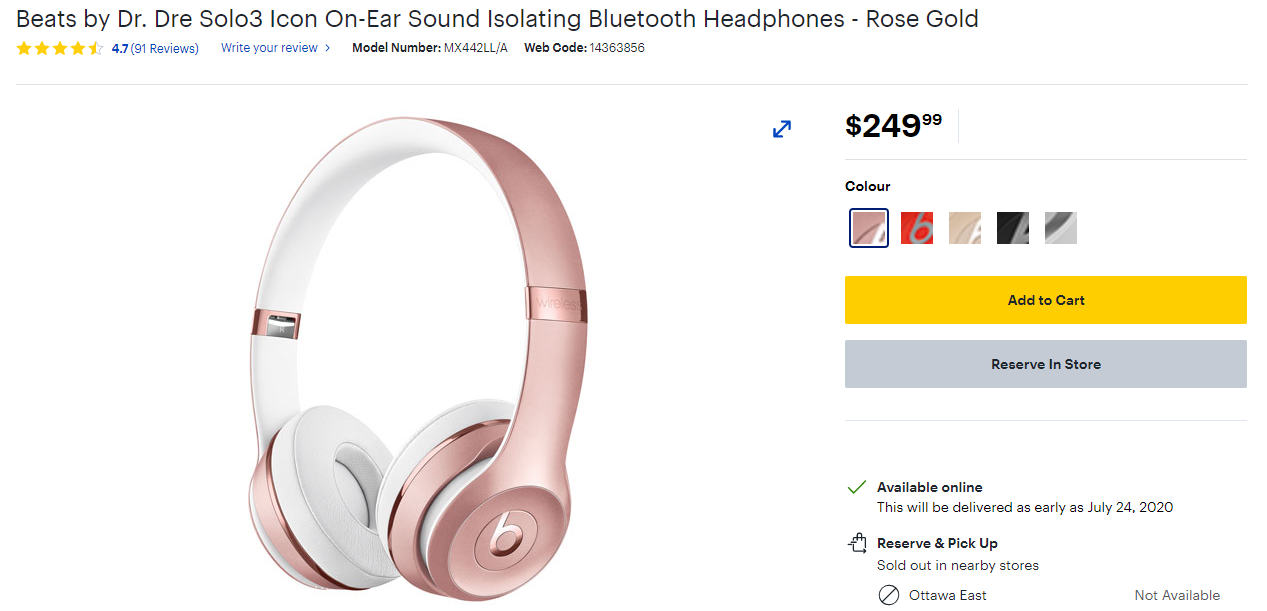 Beats by Dr. Dre Solo3 Icon On-Ear Sound Isolating Bluetooth Headphones - Rose Gold
4.7 (91 Reviews) Write your review > Model Number: MX442LL/A Web Code: 14363856
$249 99
Colour
wireless
b
Add to Cart
Reserve In Store
Available online
This will be delivered as early as July 24, 2020
Reserve & Pick Up
Sold out in nearby stores
Ottawa East Not Available